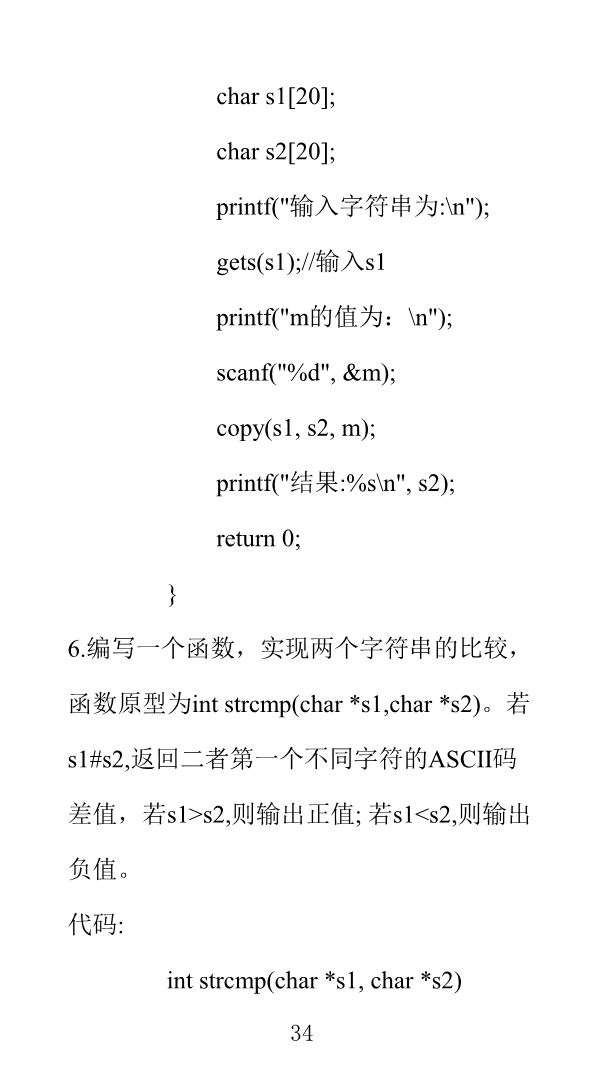 char s1[20];
char s2[20];
printf("输入字符串为:\n");
gets(s1);//输入s1
printf("m的值为：\n");
scanf("%d", &m);
copy(s1, s2, m);
printf("结果:%s\n", s2);
return 0;
}
6.编写一个函数，实现两个字符串的比较，
函数原型为int strcmp(char *s1,char *s2)。若
s1#s2,返回二者第一个不同字符的ASCII码
差值，若s1>s2,则输出正值; 若s1<s2,则输出
负值。
代码:
int strcmp(char *s1, char *s2)
34